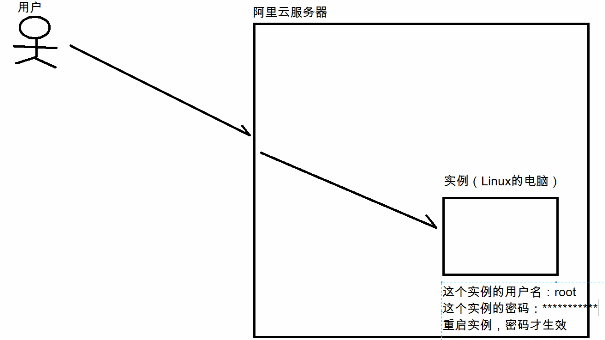 用户
阿里云服务器
实例（Linux的电脑）
这个实例的用户名：root
这个实例的密码：***********
重启实例，密码才生效